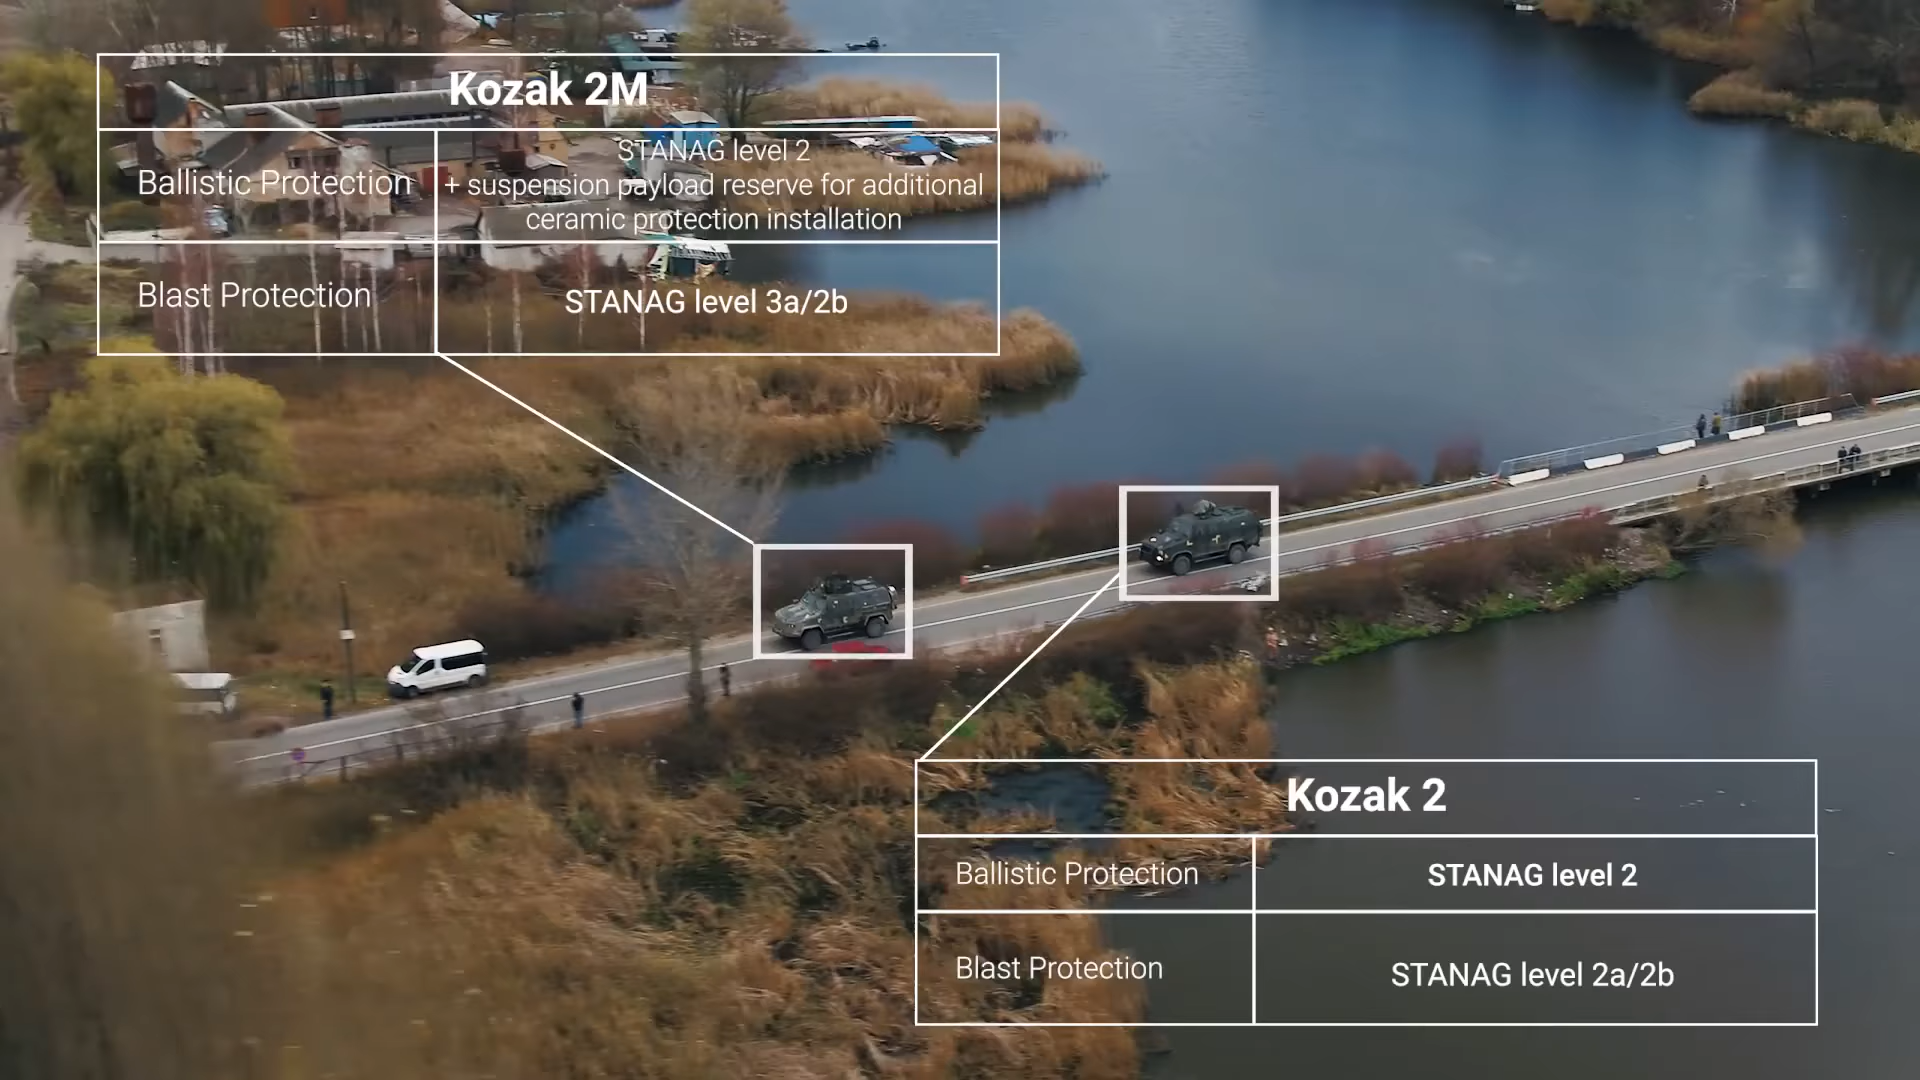 Kozak 2M
Ballistic Protection
STANAG level 2
+ suspension payload reserve for additional
ceramic protection installation
Blast Protection
STANAG level 3a/2b
Kozak 2
Ballistic Protection
STANAG level 2
Blast Protection
STANAG level 2a/2b